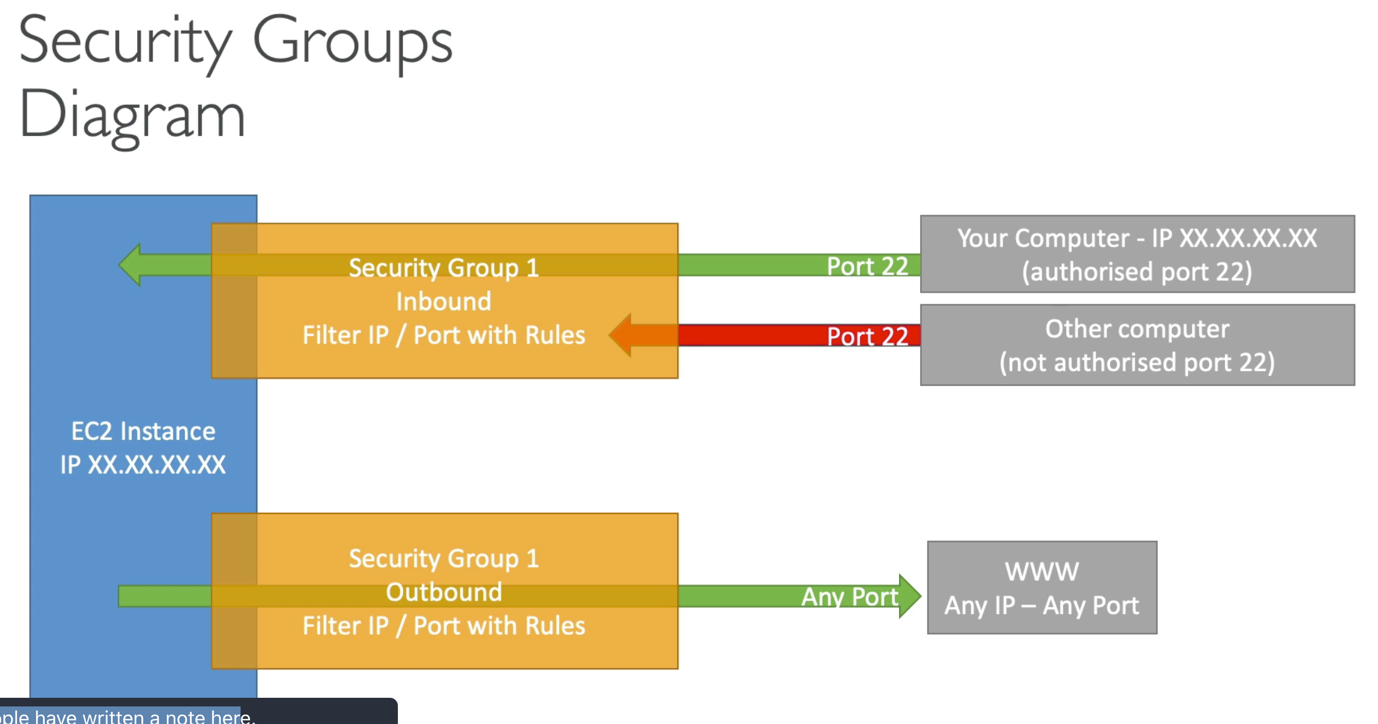 Security Groups
Diagram
Security Group 1
Inbound
Filter IP / Port with Rules
Port 22
Your Computer - IP XX.XX.XX.XX
(authorised port 22)
Port 22
Other computer
(not authorised port 22)
EC2 Instance
IP XX.XX.XX.XX
Security Group 1
Outbound
Filter IP / Port with Rules
Any Port
WWW
Any IP – Any Port
have written a note here.